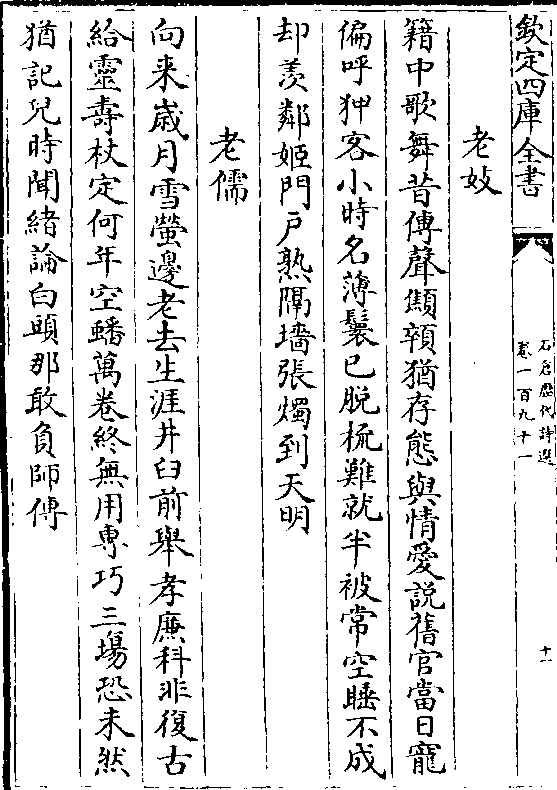 欽定四庫全書
石倉歷代詩選
卷一百九十一
十一
老妓
籍中歌舞昔傳聲顦顇猶存態與情愛說舊官當日寵
偏呼狎客小時名薄鬟已脫梳難就半被常空睡不成
却羨鄰姬門戶熟隔墻張燭到天明
老儒
向來歲月雪螢邊老去生涯井臼前舉孝廉科非復古
給靈壽杖定何年空蟠萬卷終無用專巧三塲恐未然
猶記兒時聞緒論白頭那敢負師傳